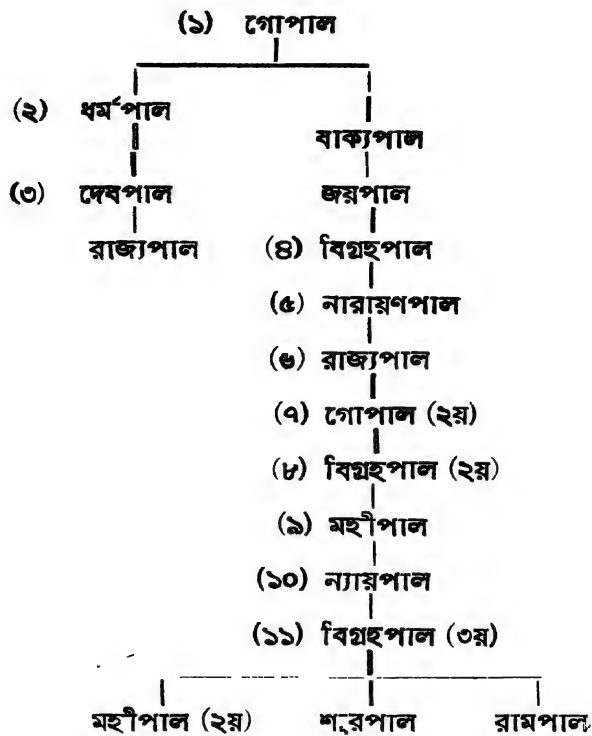 (১) গোপাল
(২) ধর্মপাল
বাক্যপাল
(৩) দেবপাল জয়পাল
রাজ্যপাল (৪) বিগ্রহপাল
(৫) নারায়ণপাল
(৬) রাজ্যপাল
(৭) গোপাল (২য়)
(৮) বিগ্রহপাল (২য়)
(৯) মহীপাল
(১০) ন্যায়পাল
(১১) বিগ্রহপাল (৩য়)
মহীপাল (২য়) শূরপাল রামপাল